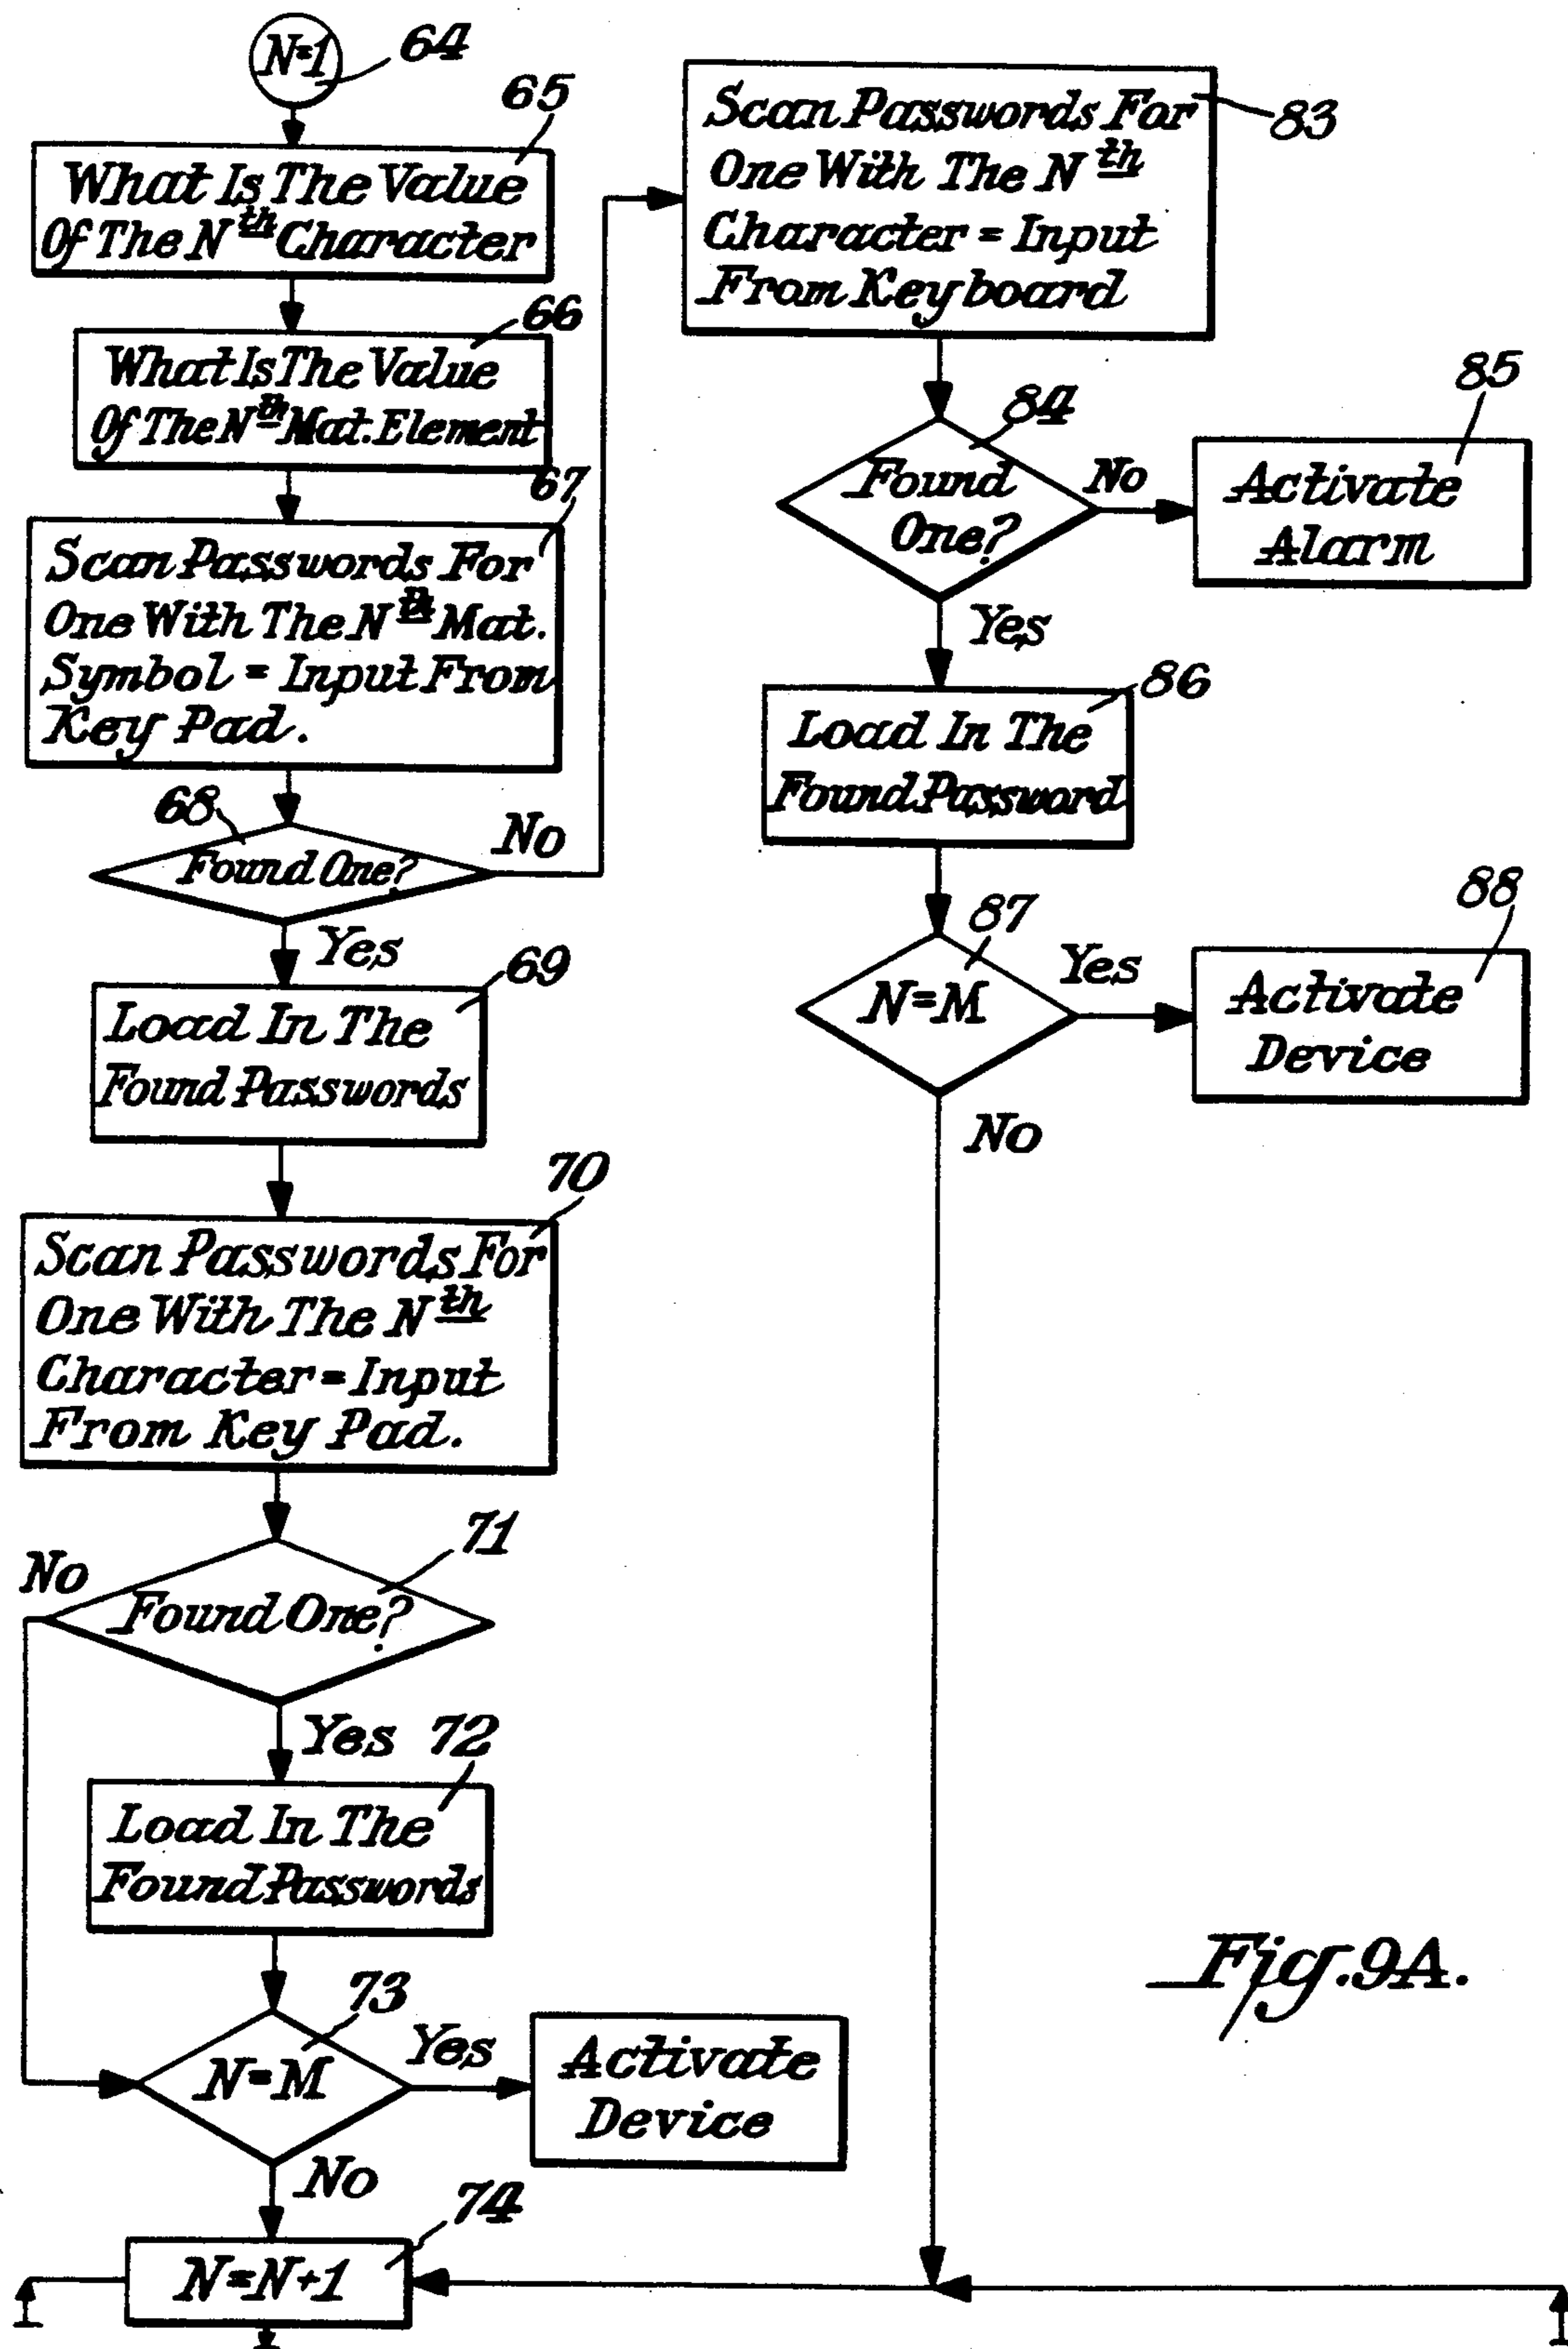 N=1
64
65
What Is The Value
Of The Nth Character
66
What Is The Value
Of The Nth Mat. Element
67
Scan Passwords For
One With The Nth Mat.
Symbol = Input From
Key Pad.
68
Found One?
No
Yes
69
Load In The
Found Passwords
70
Scan Passwords For
One With The Nth
Character = Input
From Key Pad.
71
No
Found One?
Yes
72
Load In The
Found Passwords
73
N=M
Yes
Activate
Device
No
74
N=N+1
83
Scan Passwords For
One With The Nth
Character = Input
From Keyboard
84
Found
One?
No
85
Activate
Alarm
Yes
86
Load In The
Found Password
87
N=M
Yes
88
Activate
Device
No
Fig. 9A.